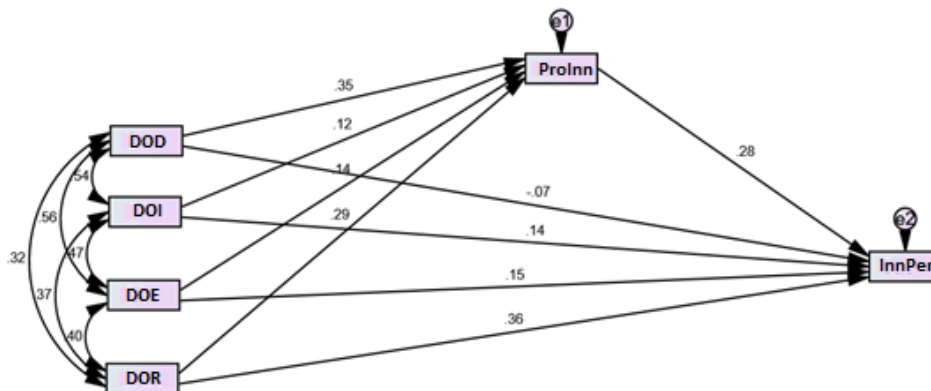 e1
ProInn
.35
.12
DOD
.54
.14
.28
-.07
.56
DOI
.29
e2
.14
.47
.32
InnPer
.37
DOE
.15
.40
.36
DOR